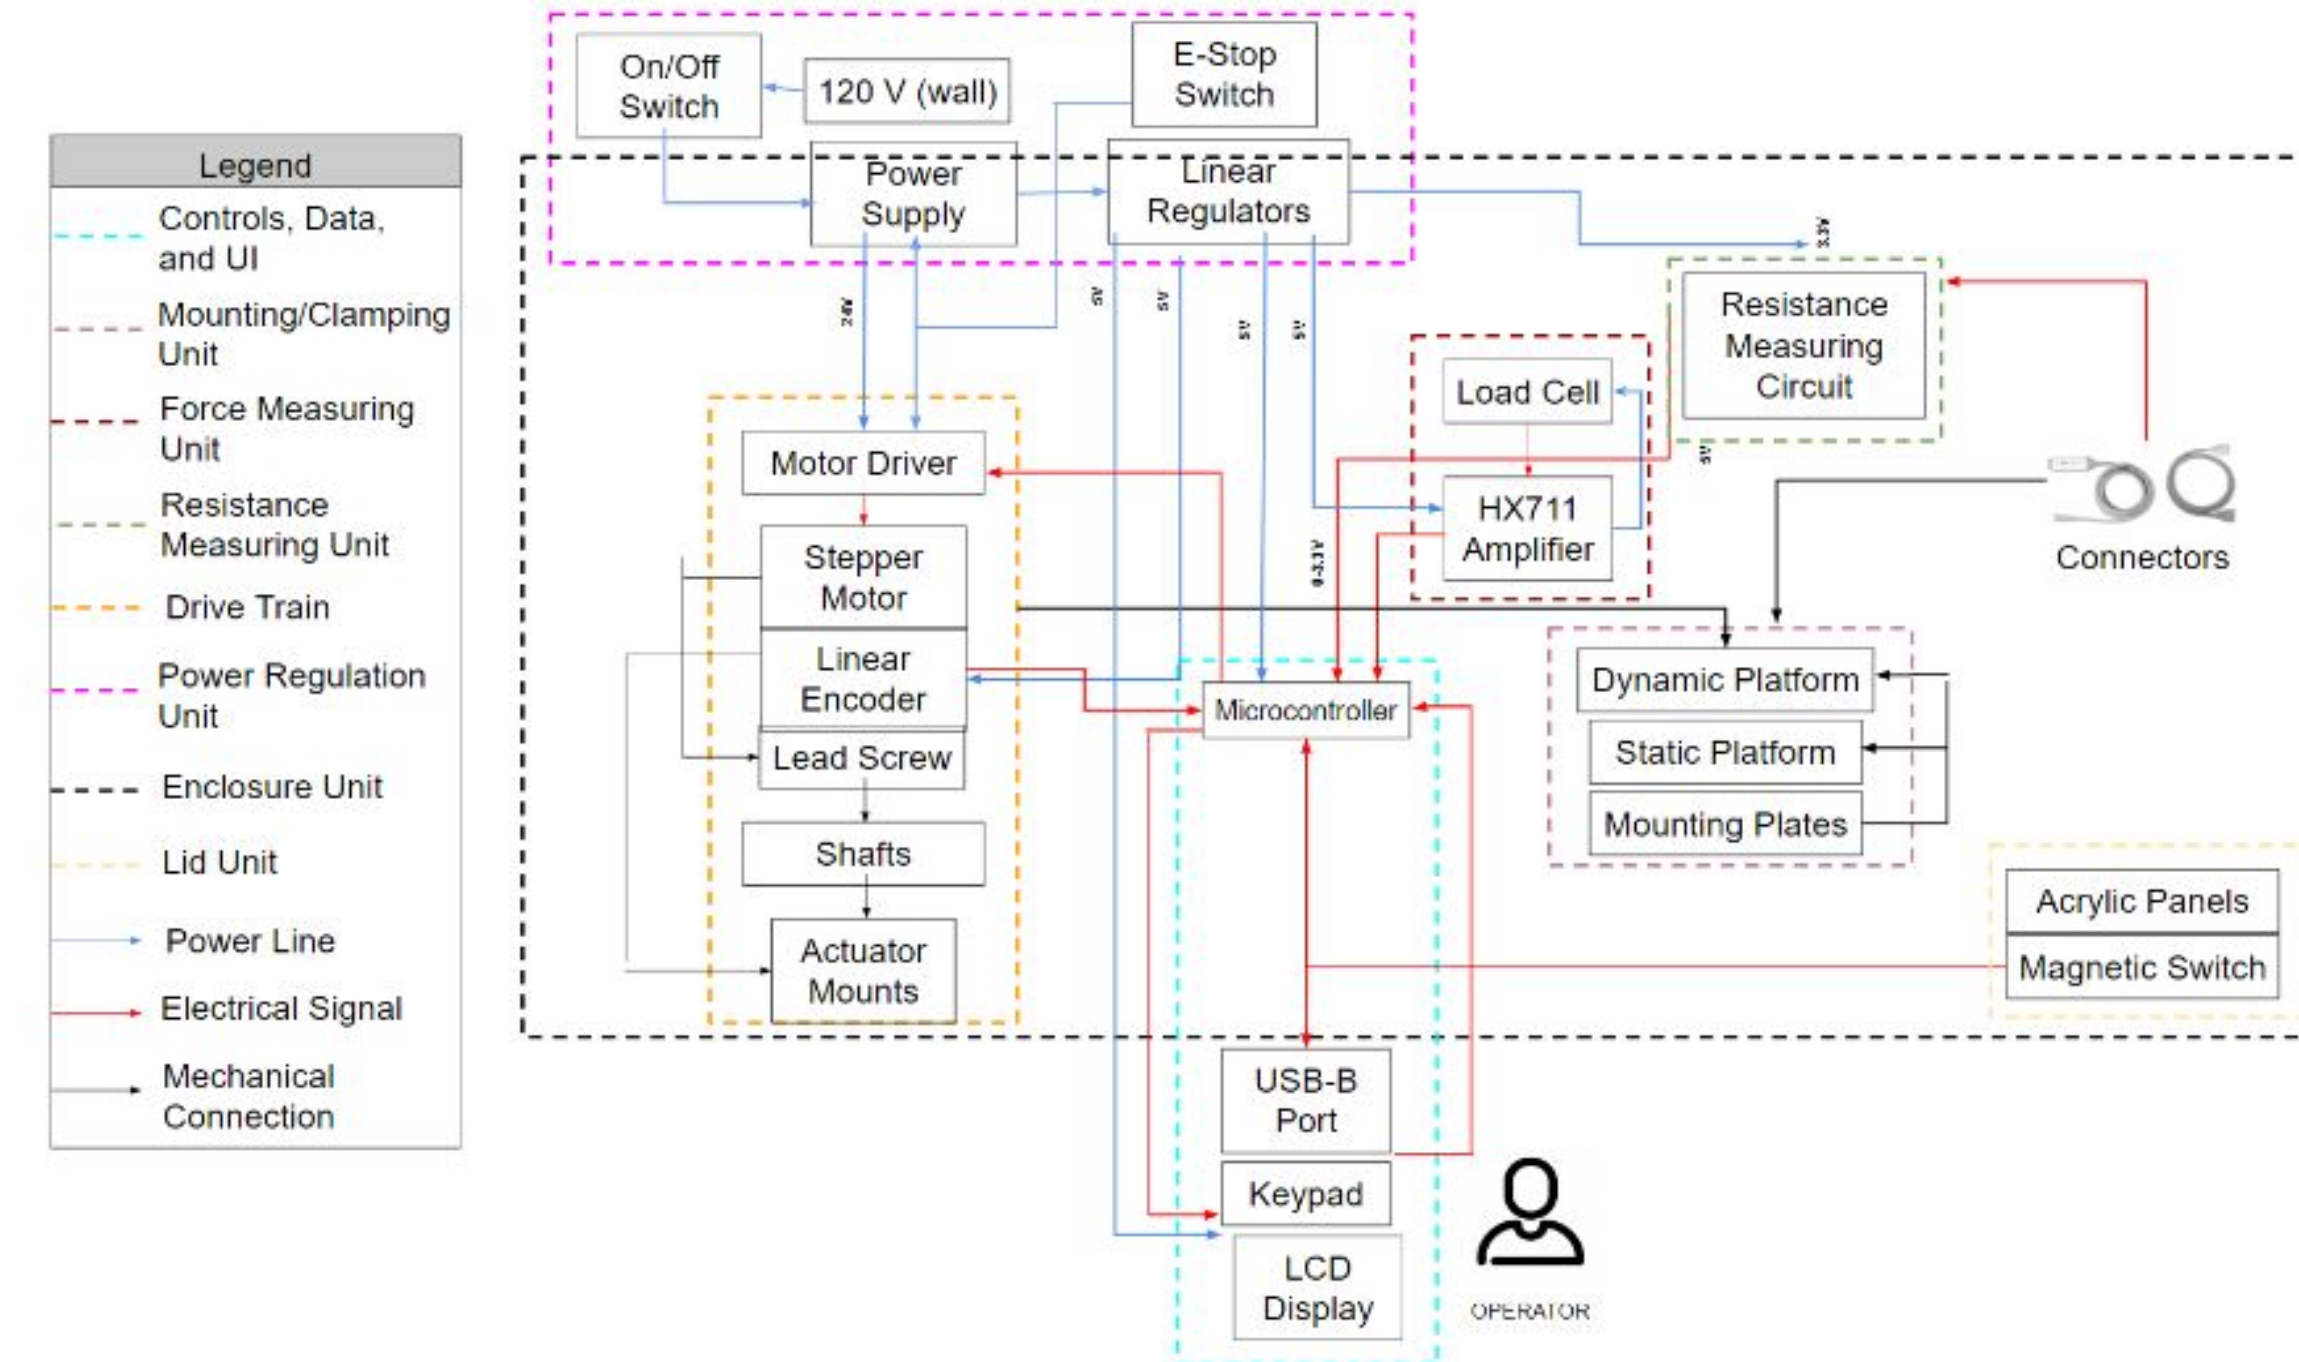 Legend
Controls, Data,
and UI
Mounting/Clamping
Unit
Force Measuring
Unit
Resistance
Measuring Unit
Drive Train
Power Regulation
Unit
Enclosure Unit
Lid Unit
Power Line
Electrical Signal
Mechanical
Connection
On/Off
Switch
120 V (wall)
E-Stop
Switch
Power
Supply
Linear
Regulators
24V
5V
5V
5V
5V
3.3V
Resistance
Measuring
Circuit
5V
Load Cell
HX711
Amplifier
0-3.3V
Connectors
Motor Driver
Stepper
Motor
Linear
Encoder
Lead Screw
Shafts
Actuator
Mounts
Microcontroller
Dynamic Platform
Static Platform
Mounting Plates
Acrylic Panels
Magnetic Switch
USB-B
Port
Keypad
LCD
Display
OPERATOR